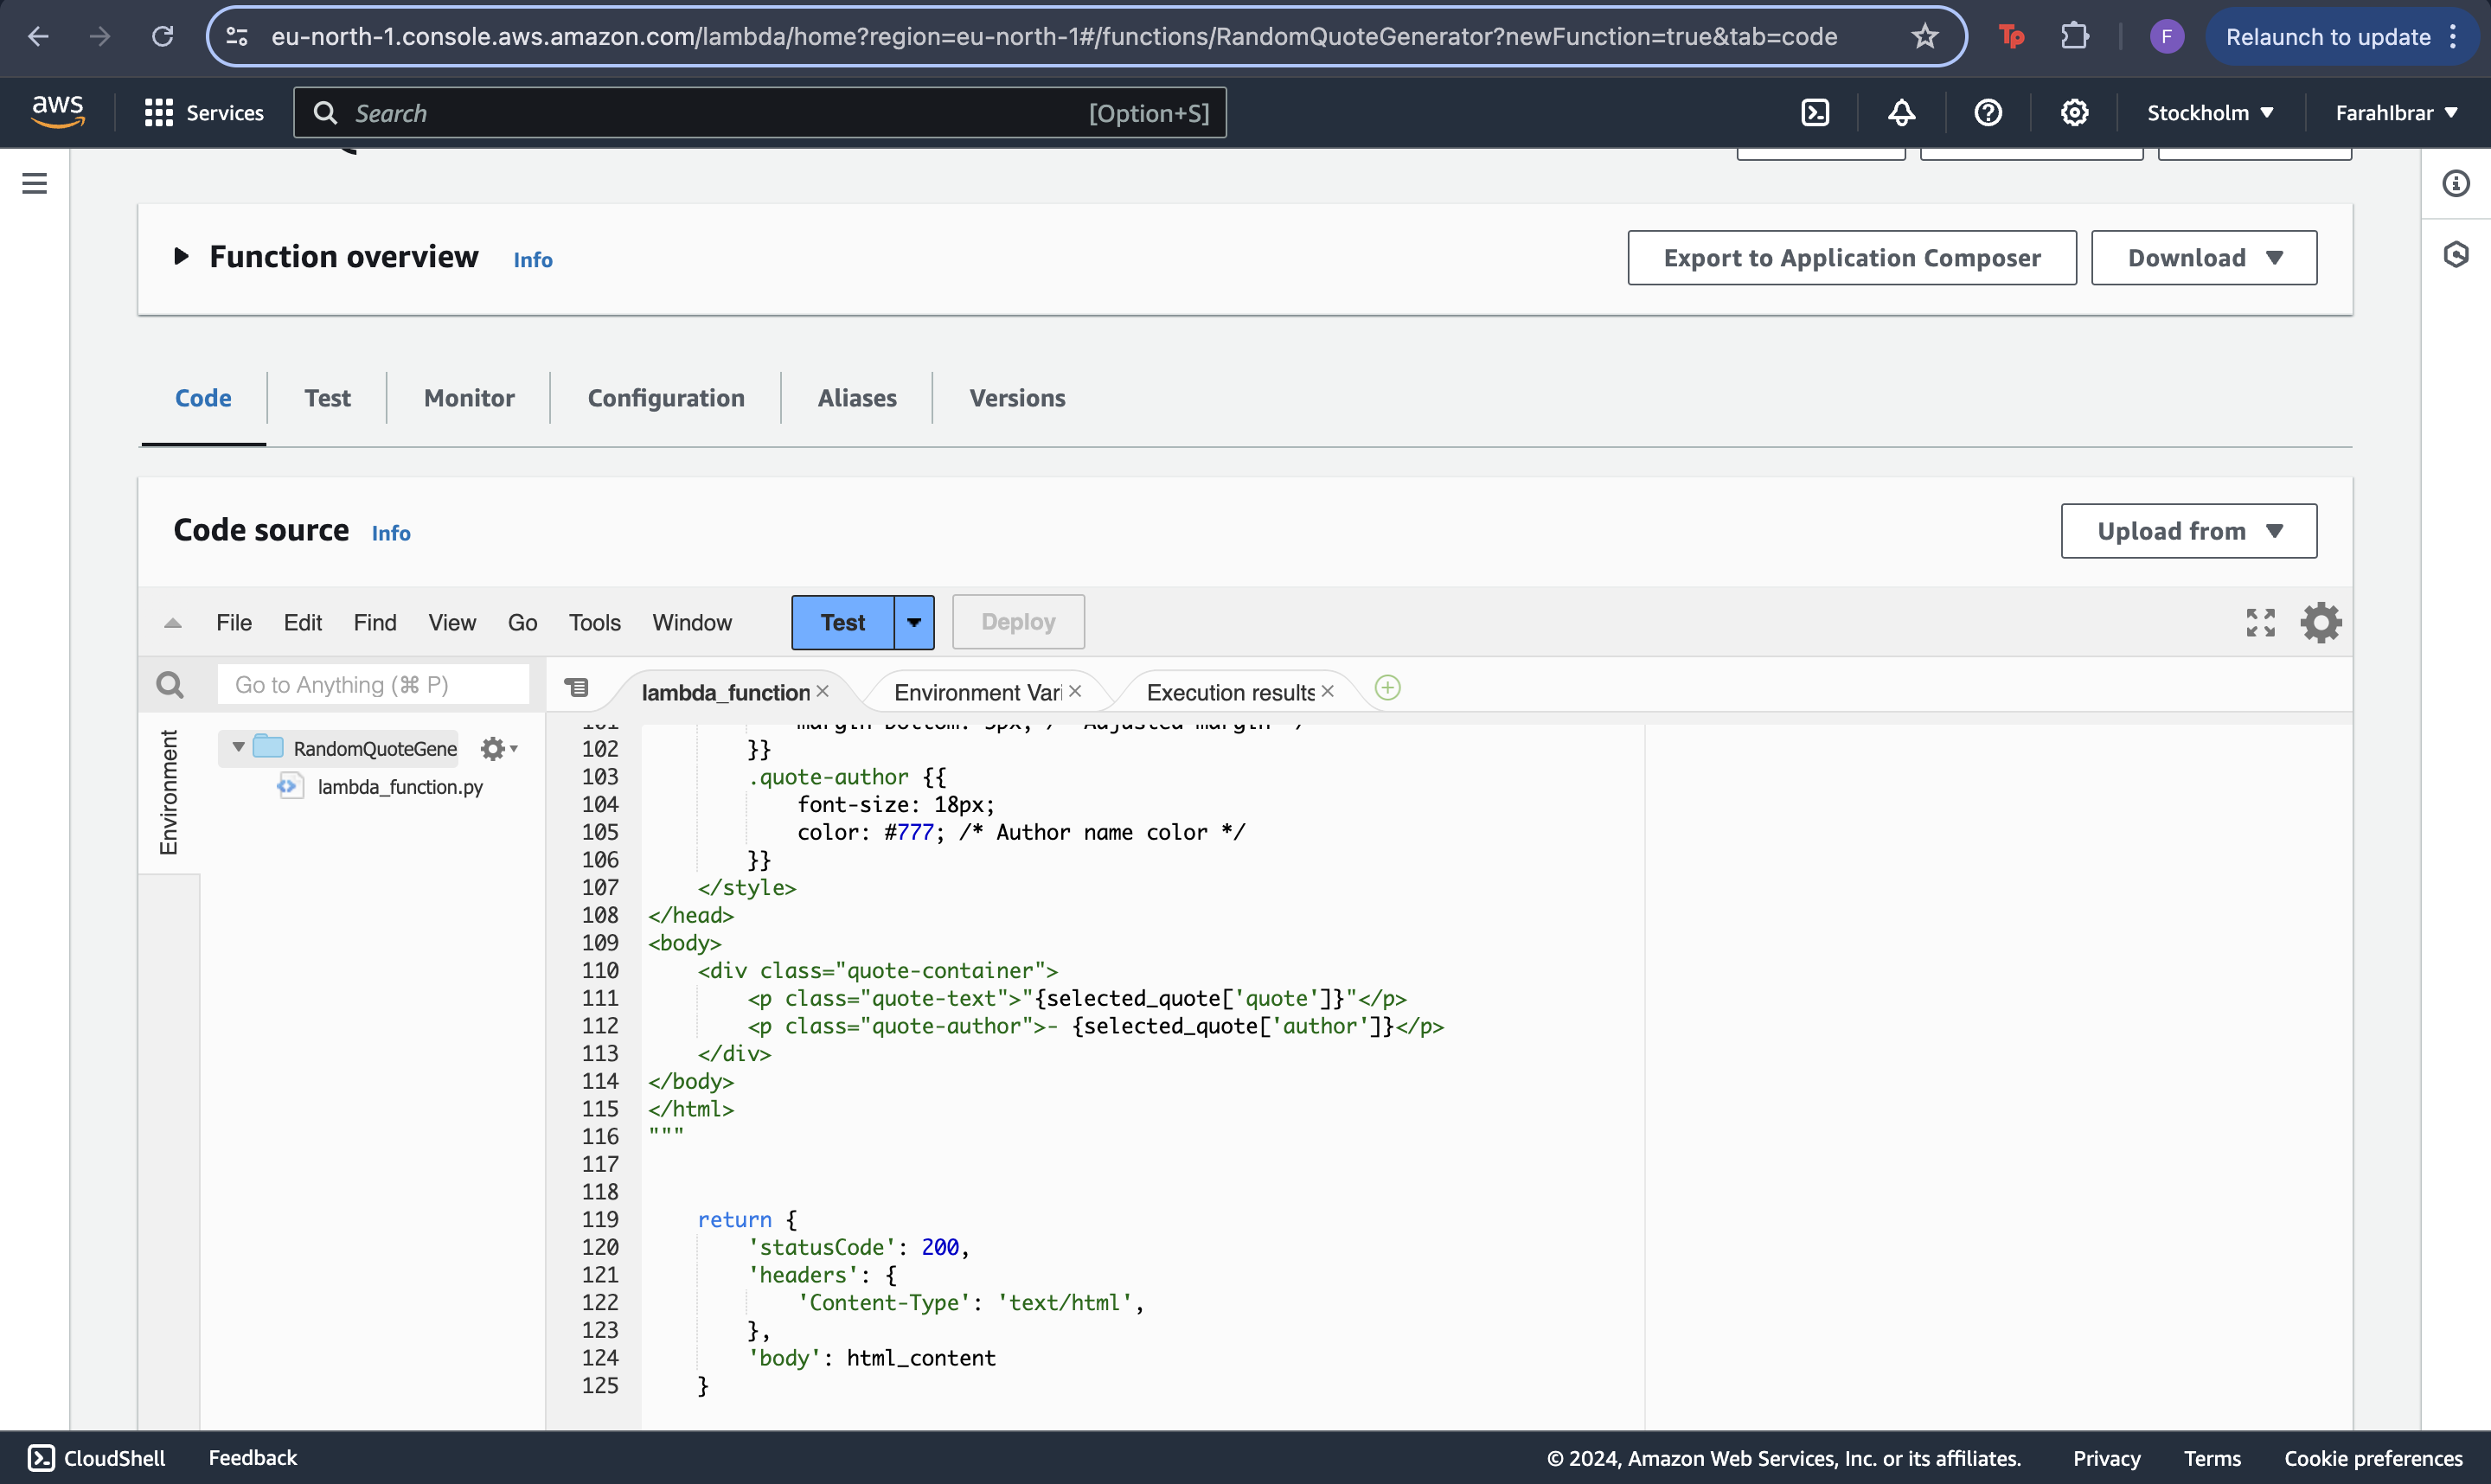 eu-north-1.console.aws.amazon.com/lambda/home?region=eu-north-1#/functions/RandomQuoteGenerator?newFunction=true&tab=code
Tp
F
Relaunch to update
aws
Services
Search
[Option+S]
Stockholm
FarahIbrar
Function overview
Info
Export to Application Composer
Download
Code
Test
Monitor
Configuration
Aliases
Versions
Code source
Info
Upload from
File
Edit
Find
View
Go
Tools
Window
Test
Deploy
Go to Anything (⌘ P)
lambda_function
Environment Vari
Execution results
Environment
RandomQuoteGene
lambda_function.py
101 margin-bottom: 5px; /* Adjusted margin */
102 }}
103 .quote-author {{
104 font-size: 18px;
105 color: #777; /* Author name color */
106 }}
107 </style>
108 </head>
109 <body>
110 <div class="quote-container">
111 <p class="quote-text">"{selected_quote['quote']}"</p>
112 <p class="quote-author">- {selected_quote['author']}</p>
113 </div>
114 </body>
115 </html>
116 """
117
118
119 return {
120 'statusCode': 200,
121 'headers': {
122 'Content-Type': 'text/html',
123 },
124 'body': html_content
125 }
CloudShell
Feedback
© 2024, Amazon Web Services, Inc. or its affiliates.
Privacy
Terms
Cookie preferences